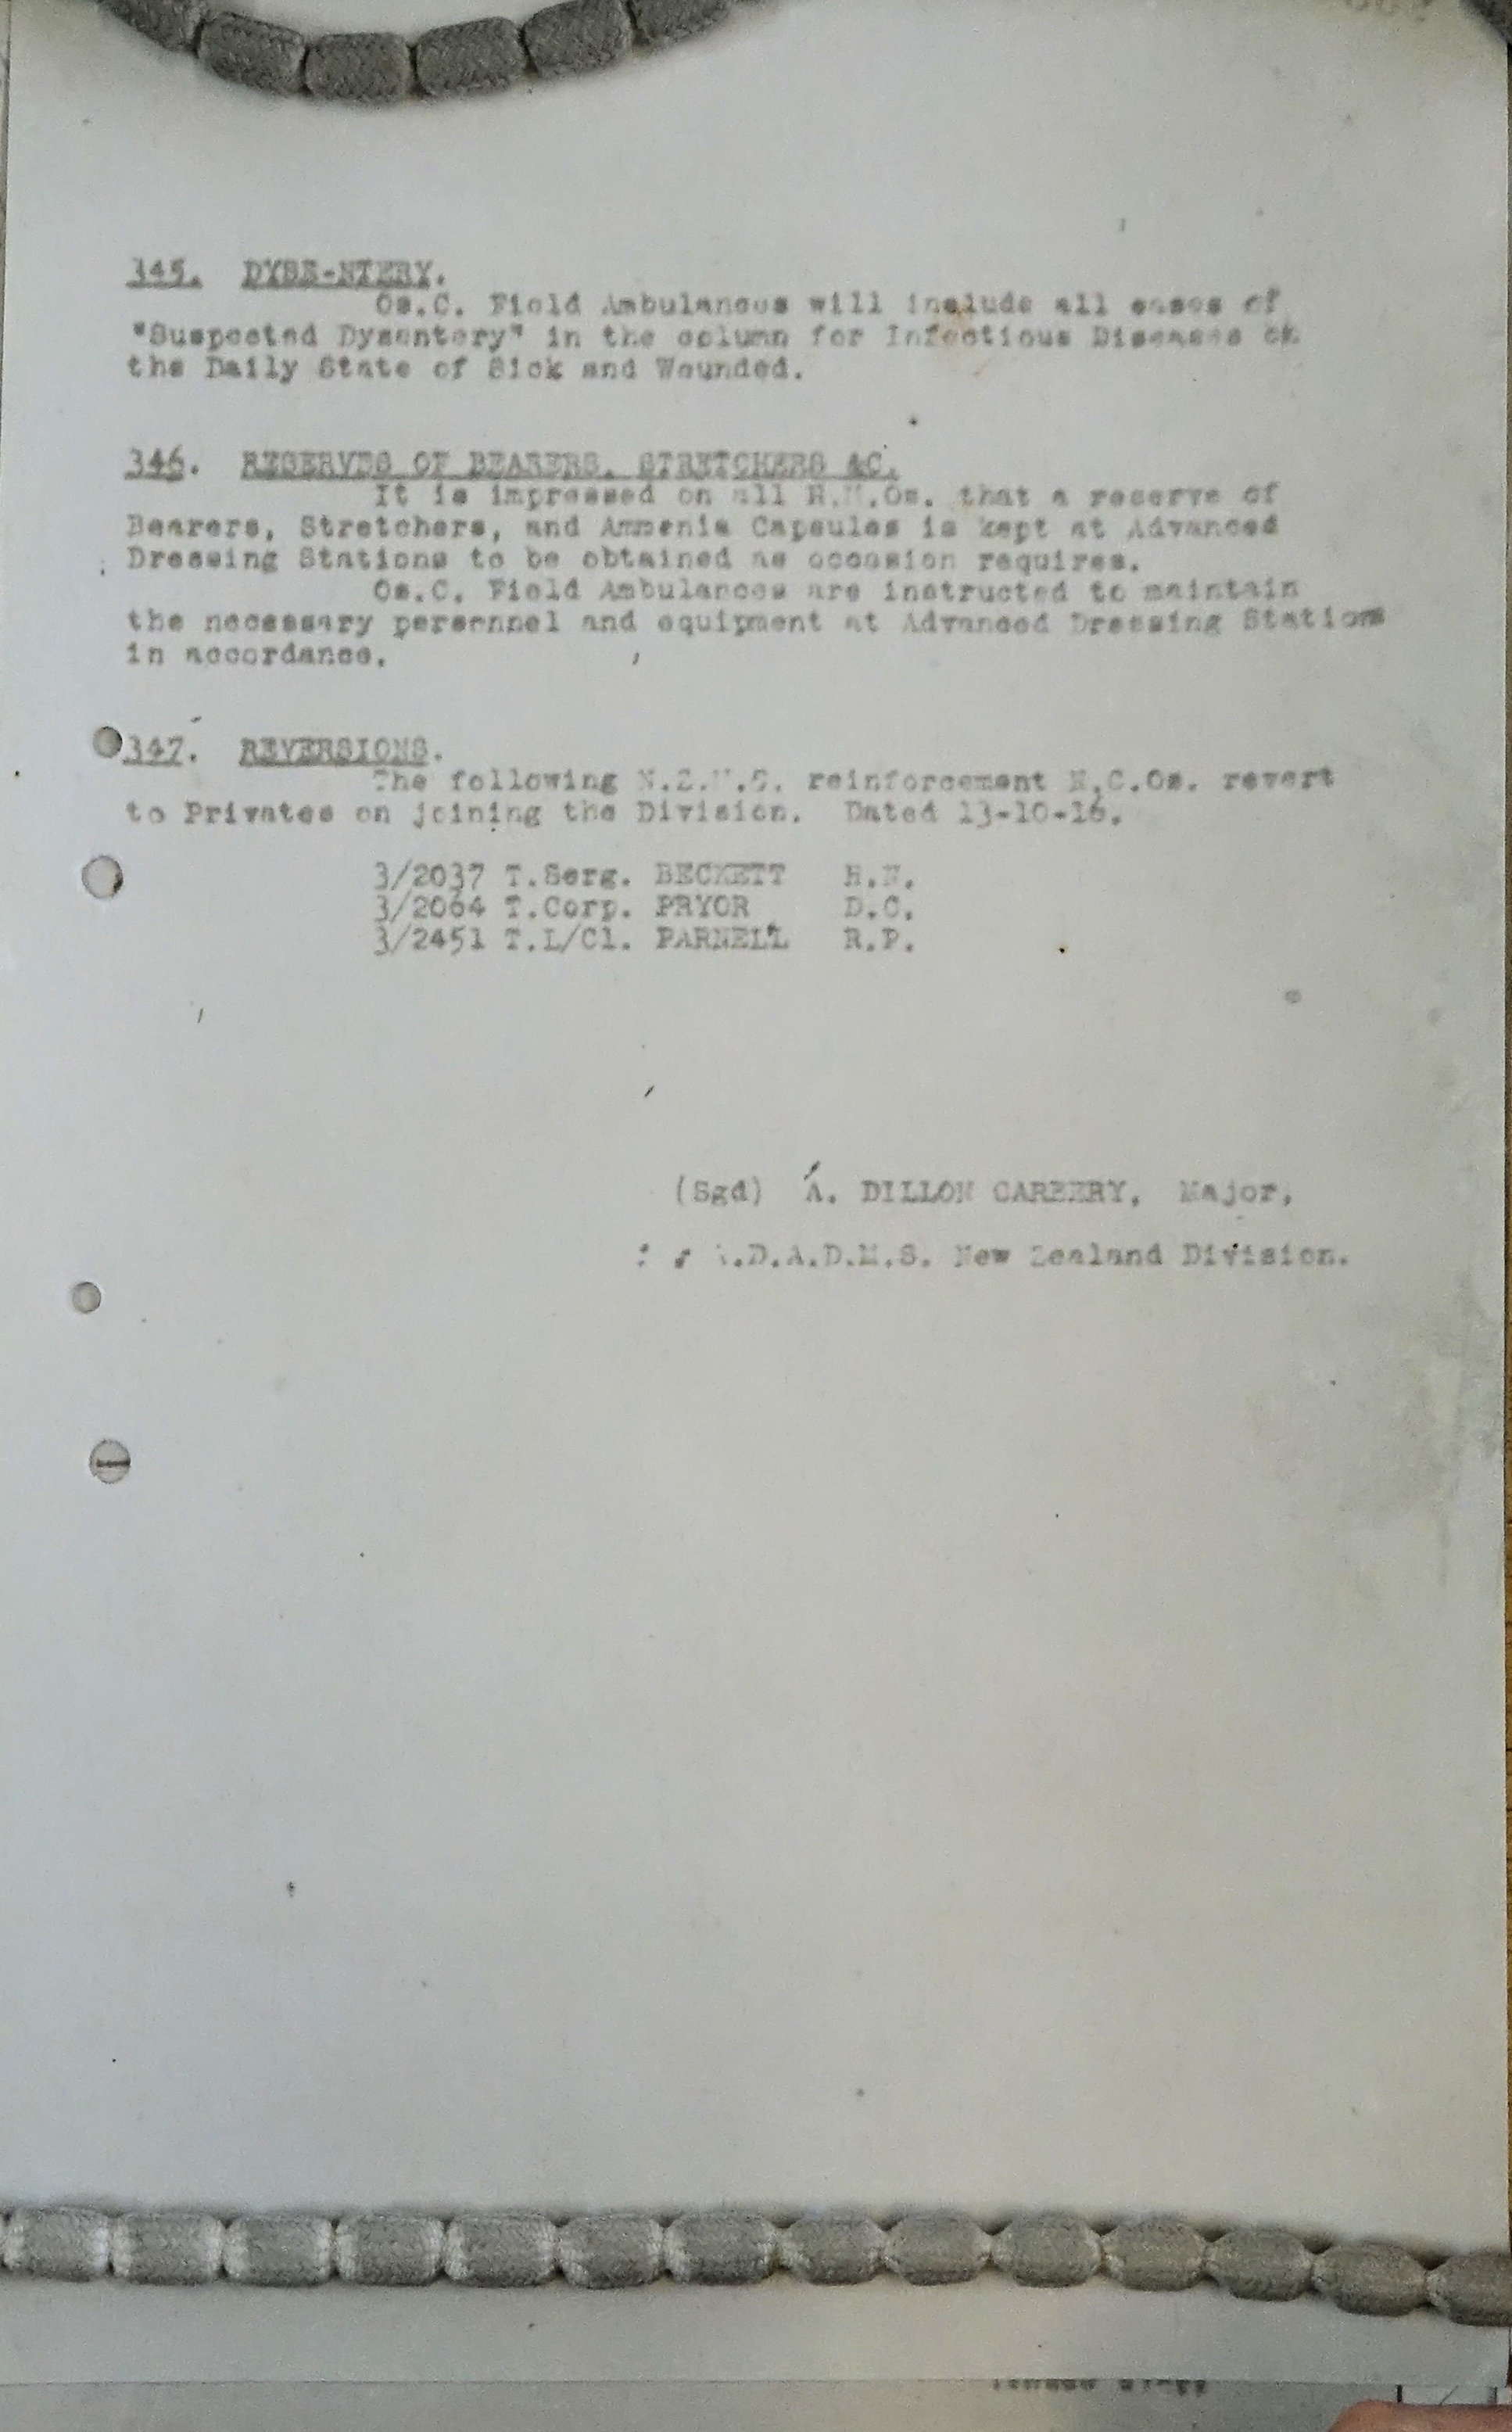 345. DYSE-NTERY.
Os.C. Field Ambulances will include all cases of
"Suspected Dysentery" in the column for Infectious Diseases on
the Daily State of Sick and Wounded.
346. RESERVES OF BEARERS, STRETCHERS &C.
It is impressed on all R.M.Os. that a reserve of
Bearers, Stretchers, and Ammonia Capsules is kept at Advanced
Dressing Stations to be obtained as occasion requires.
Os.C. Field Ambulances are instructed to maintain
the necessary personnel and equipment at Advanced Dressing Stations
in accordance.
347. REVERSIONS.
The following reinforcement N.C.Os. revert
to Privates on joining the Division. Dated 13-10-16.
3/2037 T.Serg. BECKETT
3/2064 T.Corp. PRYOR D.C.
3/2451 T.L/Cl. PARNELL R.P.
(Sgd) A. DILLON CARBERY, Major,
A.D.A.D.M.S. New Zealand Division.